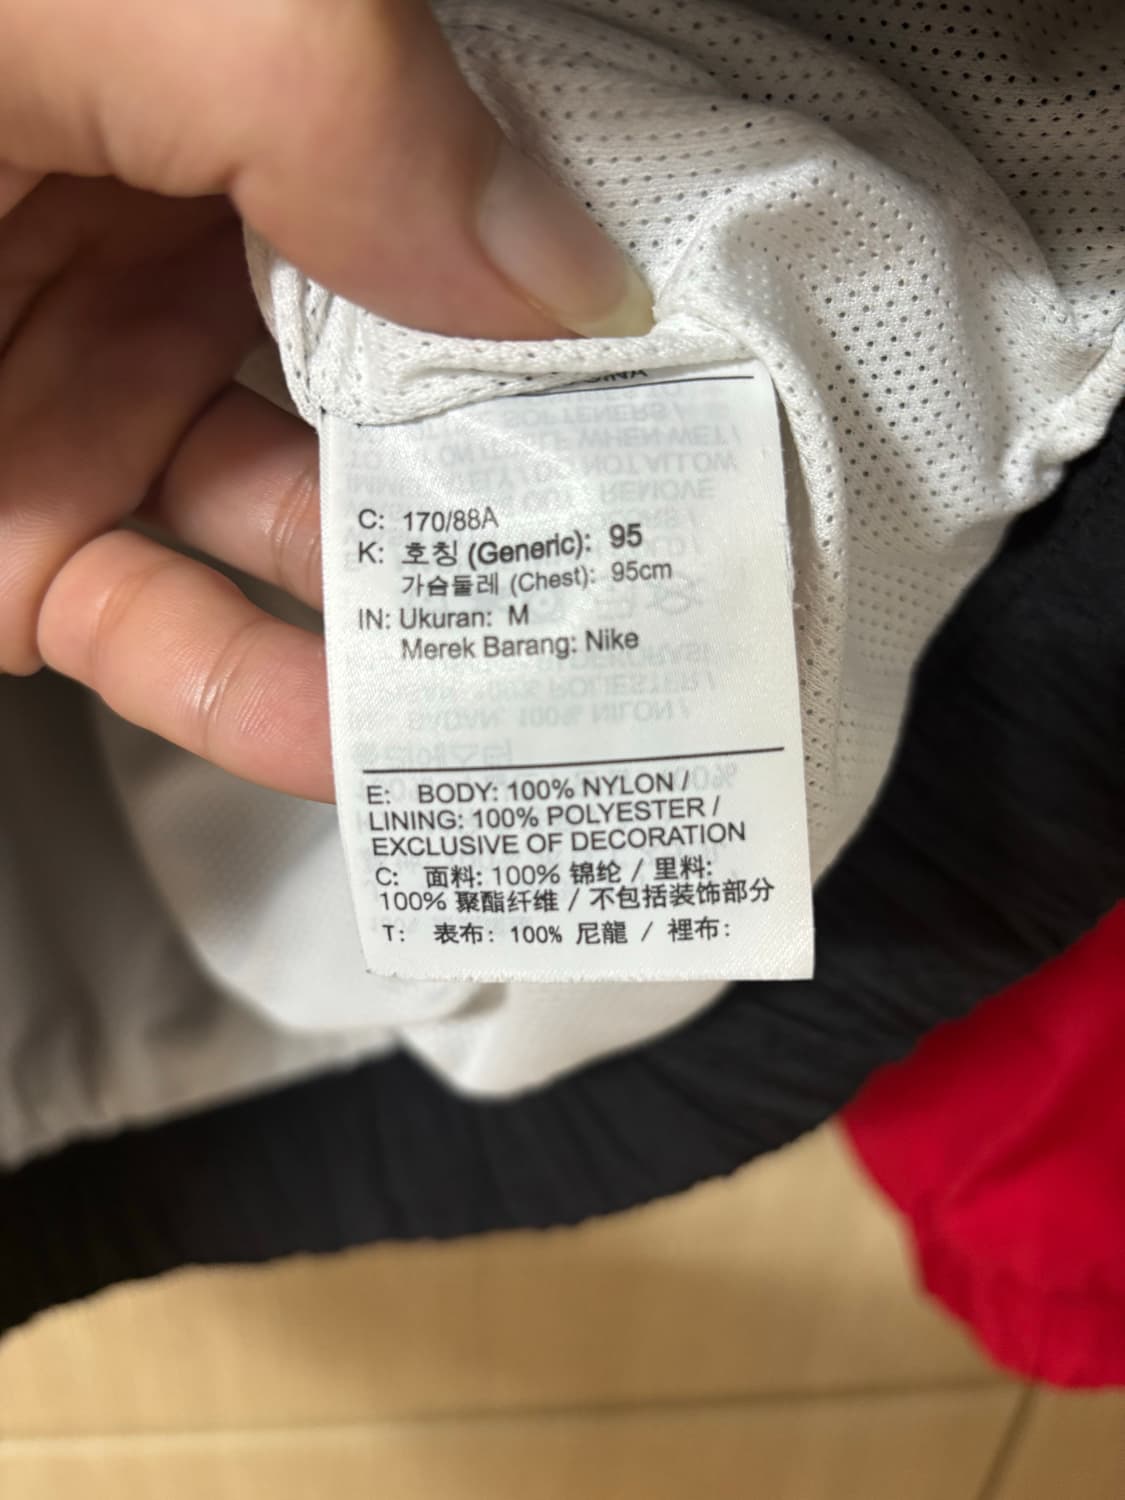 C: 170/88A
K: 호칭 (Generic): 95
가슴둘레 (Chest): 95cm
IN: Ukuran: M
Merek Barang: Nike
E: BODY: 100% NYLON /
LINING: 100% POLYESTER /
EXCLUSIVE OF DECORATION
C: 面料: 100% 锦纶 / 里料:
100% 聚酯纤维 / 不包括装饰部分
T: 表布: 100% 尼龍 / 裡布: